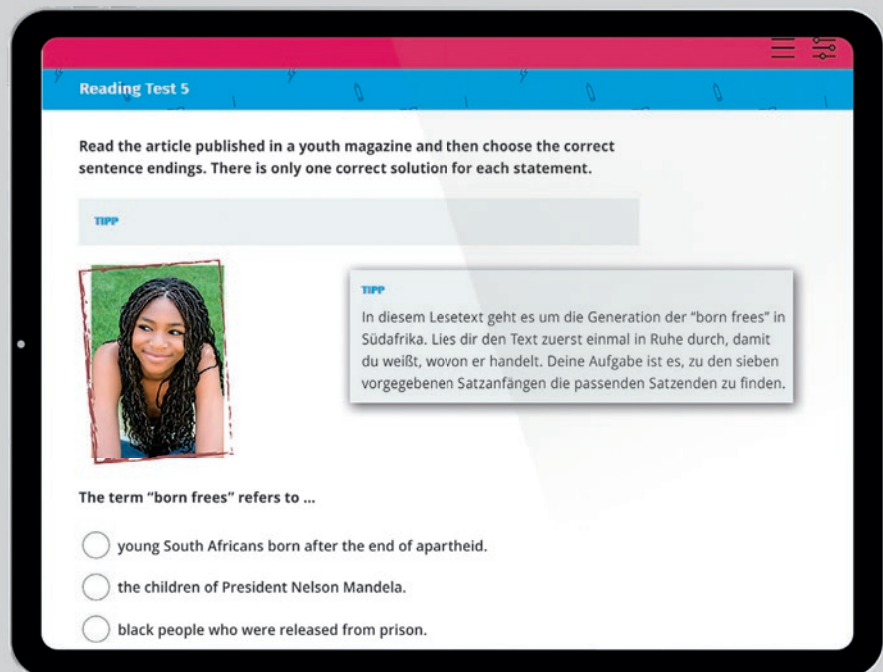 Reading Test 5
Read the article published in a youth magazine and then choose the correct
sentence endings. There is only one correct solution for each statement.
TIPP
TIPP
In diesem Lesetext geht es um die Generation der “born frees” in
Südafrika. Lies dir den Text zuerst einmal in Ruhe durch, damit
du weißt, wovon er handelt. Deine Aufgabe ist es, zu den sieben
vorgegebenen Satzanfängen die passenden Satzenden zu finden.
The term “born frees” refers to ...
young South Africans born after the end of apartheid.
the children of President Nelson Mandela.
black people who were released from prison.